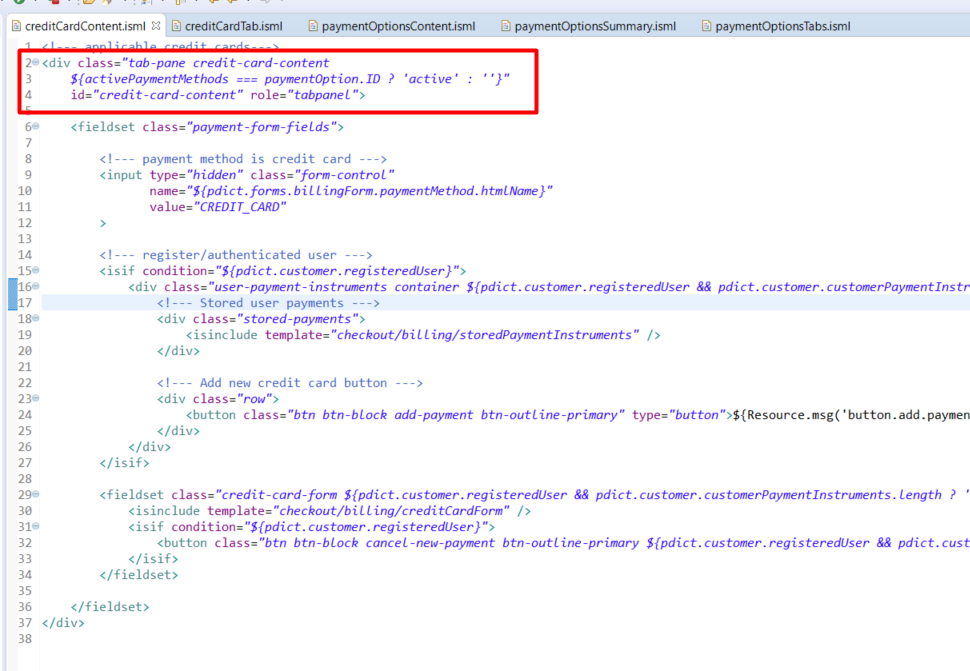 creditCardContent.isml creditCardTab.isml paymentOptionsContent.isml paymentOptionsSummary.isml paymentOptionsTabs.isml
1 <!--- applicable credit cards--->
2 <div class="tab-pane credit-card-content
3 ${activePaymentMethods === paymentOption.ID ? 'active' : ''}"
4 id="credit-card-content" role="tabpanel">
5
6 <fieldset class="payment-form-fields">
7
8 <!--- payment method is credit card --->
9 <input type="hidden" class="form-control"
10 name="${pdict.forms.billingForm.paymentMethod.htmlName}"
11 value="CREDIT_CARD"
12 >
13
14 <!--- register/authenticated user --->
15 <isif condition="${pdict.customer.registeredUser}">
16 <div class="user-payment-instruments container ${pdict.customer.registeredUser && pdict.customer.customerPaymentInstr
17 <!--- Stored user payments --->
18 <div class="stored-payments">
19 <isinclude template="checkout/billing/storedPaymentInstruments" />
20 </div>
21
22 <!--- Add new credit card button --->
23 <div class="row">
24 <button class="btn btn-block add-payment btn-outline-primary" type="button">${Resource.msg('button.add.paymen
25 </div>
26 </div>
27 </isif>
28
29 <fieldset class="credit-card-form ${pdict.customer.registeredUser && pdict.customer.customerPaymentInstruments.length ? '
30 <isinclude template="checkout/billing/creditCardForm" />
31 <isif condition="${pdict.customer.registeredUser}">
32 <button class="btn btn-block cancel-new-payment btn-outline-primary ${pdict.customer.registeredUser && pdict.cust
33 </isif>
34 </fieldset>
35
36 </fieldset>
37 </div>
38